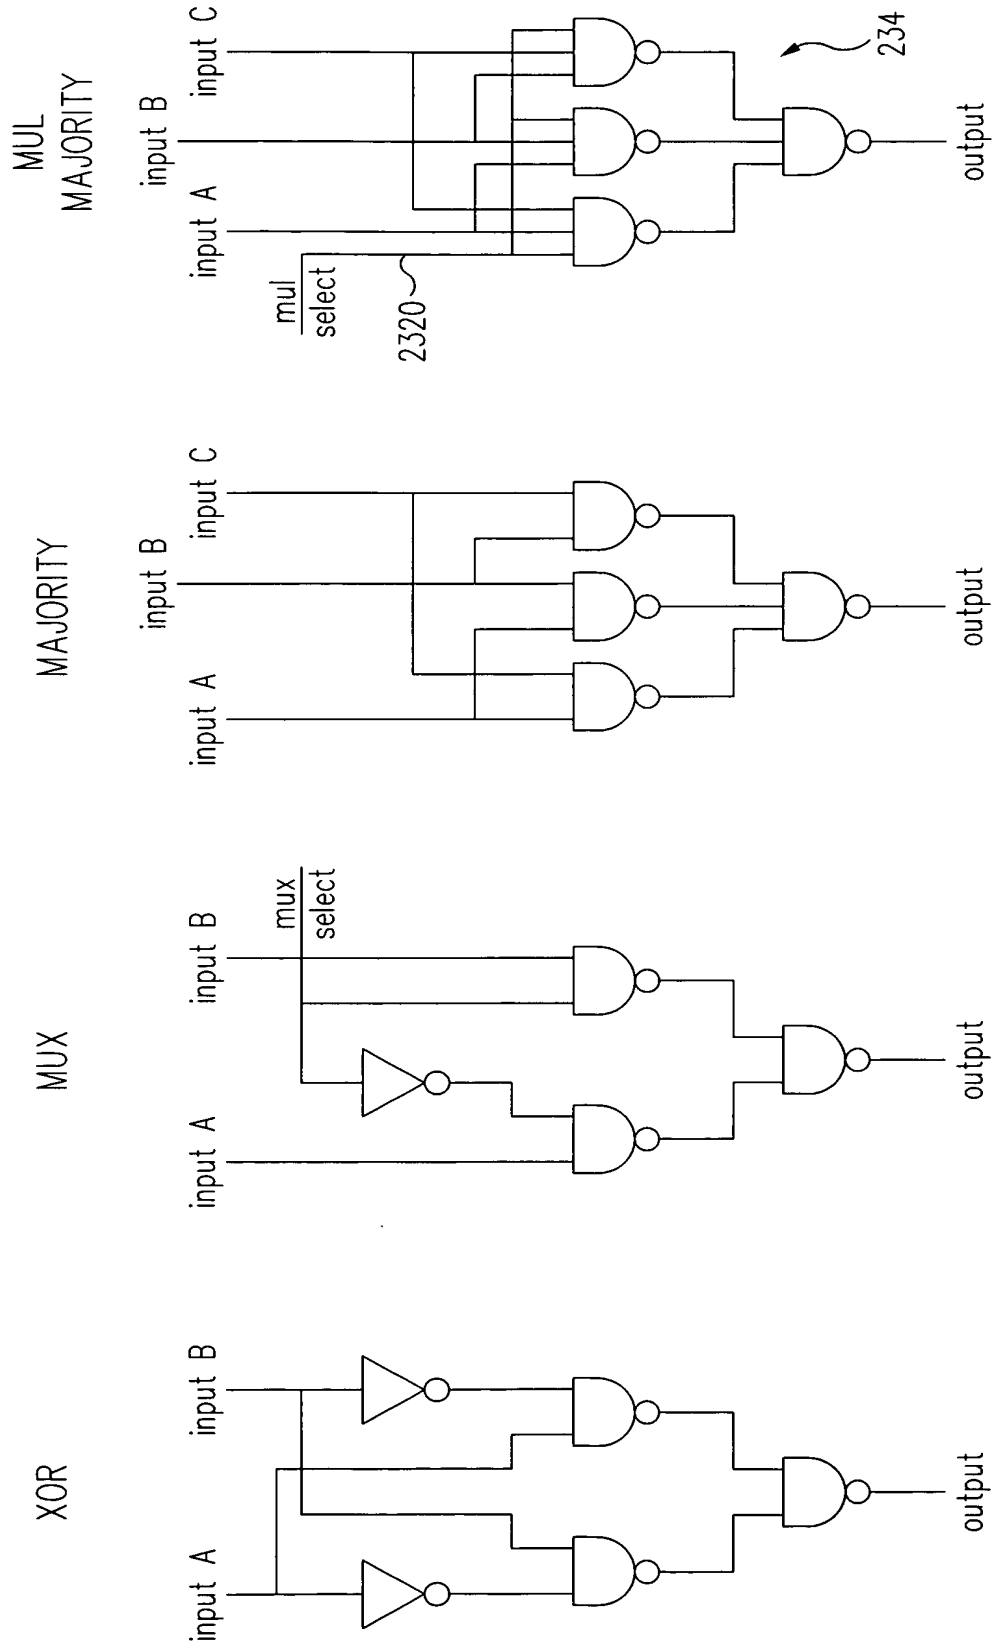 XOR
input A
input B
output
MUX
input A
input B
mux
select
output
MAJORITY
input A
input B
input C
output
MUL
MAJORITY
input A
input B
input C
mul
select
2320
234
output